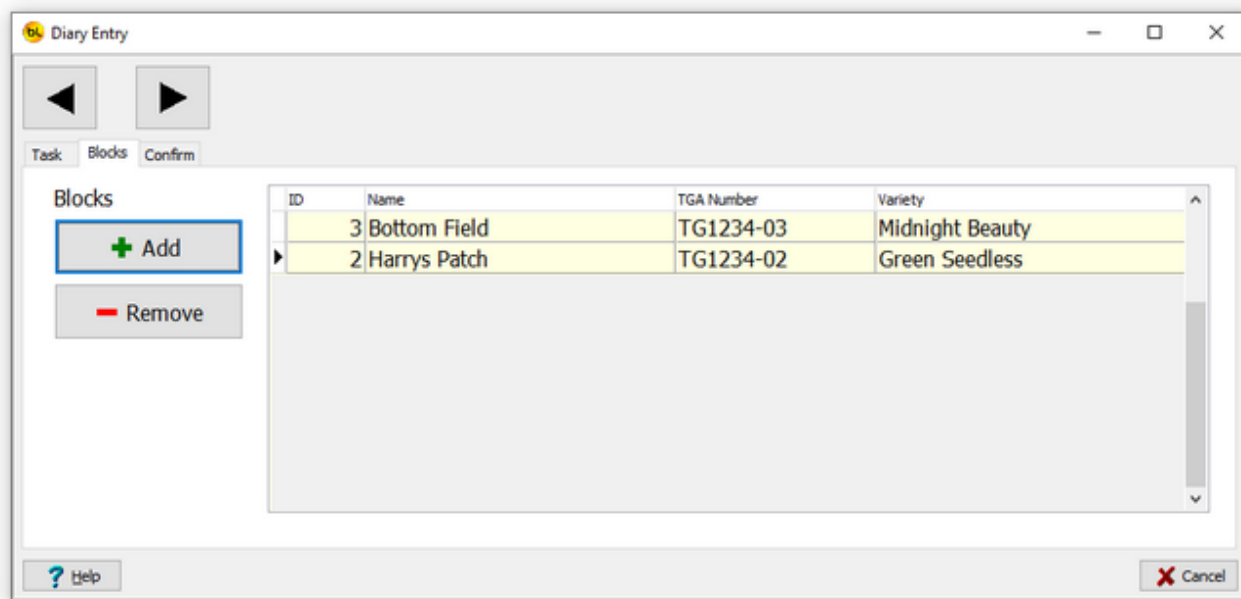 bL Diary Entry
Task Blocks Confirm
Blocks
Add
Remove
ID Name TGA Number Variety
3 Bottom Field TG1234-03 Midnight Beauty
2 Harrys Patch TG1234-02 Green Seedless
? Help
Cancel